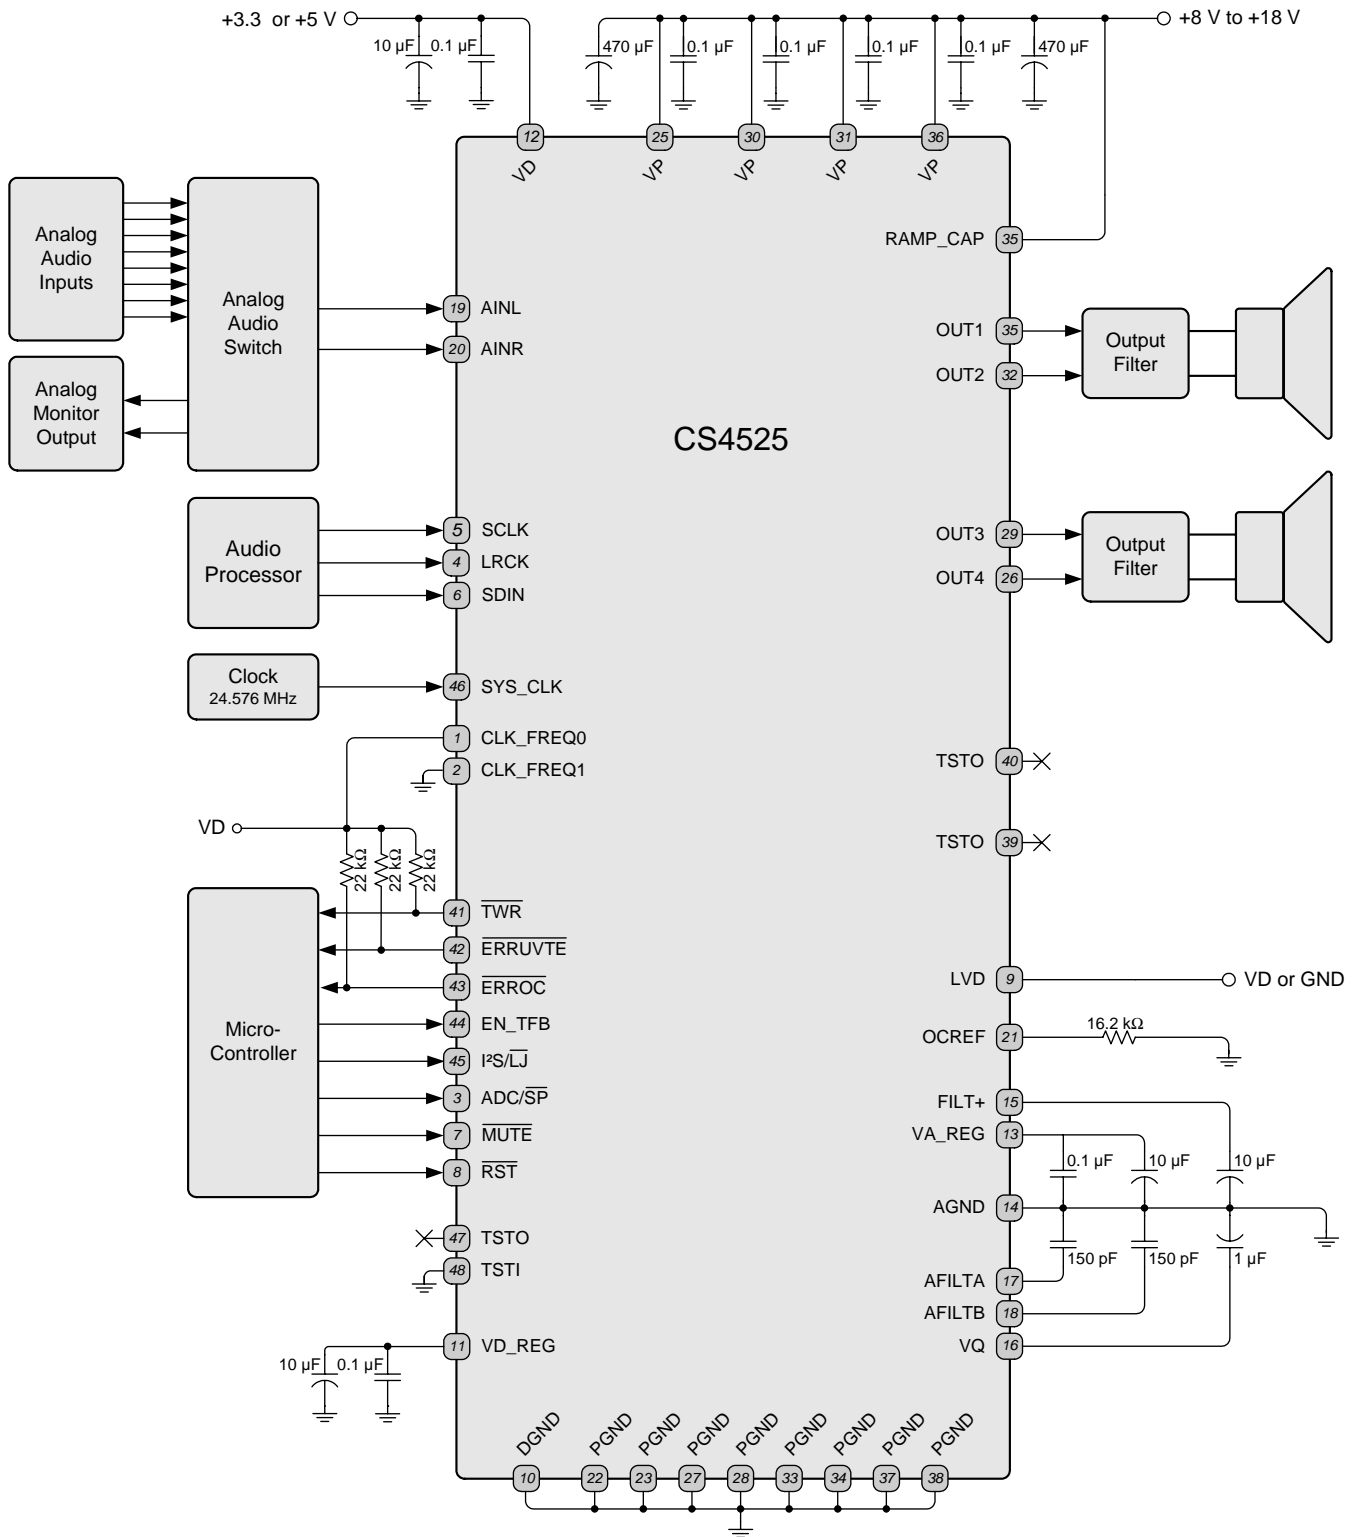 +3.3 or +5 V
+8 V to +18 V
10 µF
0.1 µF
470 µF
0.1 µF
0.1 µF
0.1 µF
0.1 µF
470 µF
12
25
30
31
36
VD
VP
VP
VP
VP
Analog
Audio
Inputs
Analog
Audio
Switch
Analog
Monitor
Output
RAMP_CAP
35
19
AINL
20
AINR
OUT1
35
OUT2
32
Output
Filter
CS4525
Audio
Processor
5
SCLK
4
LRCK
6
SDIN
OUT3
29
OUT4
26
Output
Filter
Clock
24.576 MHz
46
SYS_CLK
1
CLK_FREQ0
2
CLK_FREQ1
TSTO
40
TSTO
39
VD
22 kΩ
22 kΩ
22 kΩ
Micro-
Controller
41
TWR
42
ERRUVTE
43
ERROC
44
EN_TFB
45
I²S/LJ
3
ADC/SP
7
MUTE
8
RST
47
TSTO
48
TSTI
11
VD_REG
10 µF
0.1 µF
LVD
9
VD or GND
OCREF
21
16.2 kΩ
FILT+
15
VA_REG
13
0.1 µF
10 µF
10 µF
AGND
14
150 pF
150 pF
1 µF
AFILTA
17
AFILTB
18
VQ
16
DGND
PGND
PGND
PGND
PGND
PGND
PGND
PGND
PGND
10
22
23
27
28
33
34
37
38